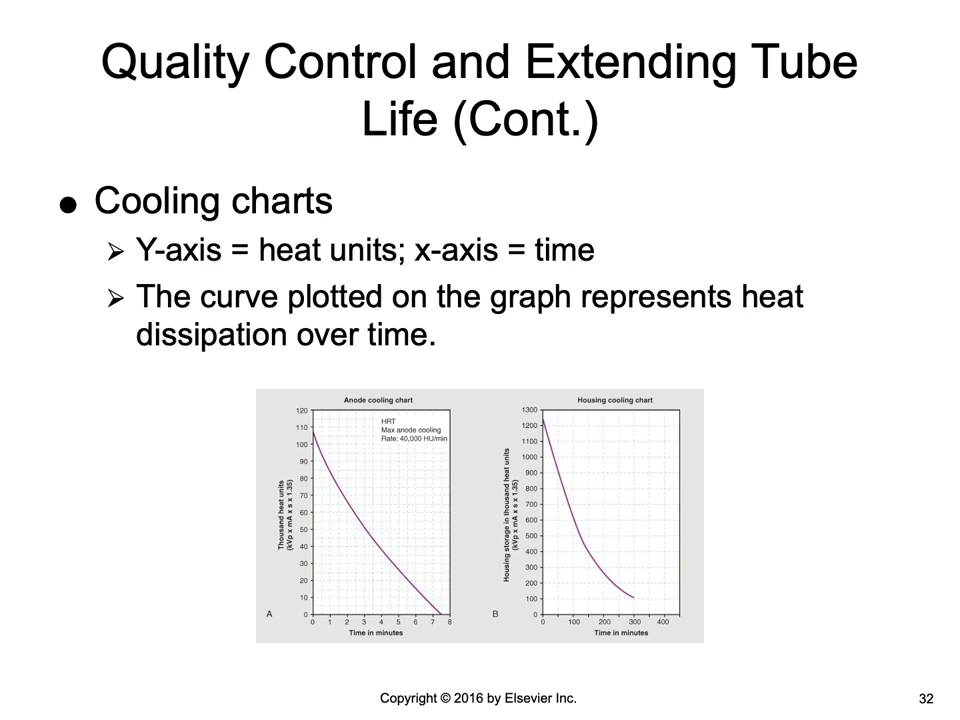 Quality Control and Extending Tube
Life (Cont.)
● Cooling charts
➢ Y-axis = heat units; x-axis = time
➢ The curve plotted on the graph represents heat
dissipation over time.
Anode cooling chart
HRT
Max anode cooling
Rate: 40,000 HU/min
Thousand heat units
(kVp x mA x s x 1.35)
120
110
100
90
80
70
60
50
40
30
20
10
0
0 1 2 3 4 5 6 7 8
Time in minutes
A
Housing cooling chart
Housing storage in thousand heat units
(kVp x mA x s x 1.35)
1300
1200
1100
1000
900
800
700
600
500
400
300
200
100
0
0 100 200 300 400
Time in minutes
B
Copyright © 2016 by Elsevier Inc.
32